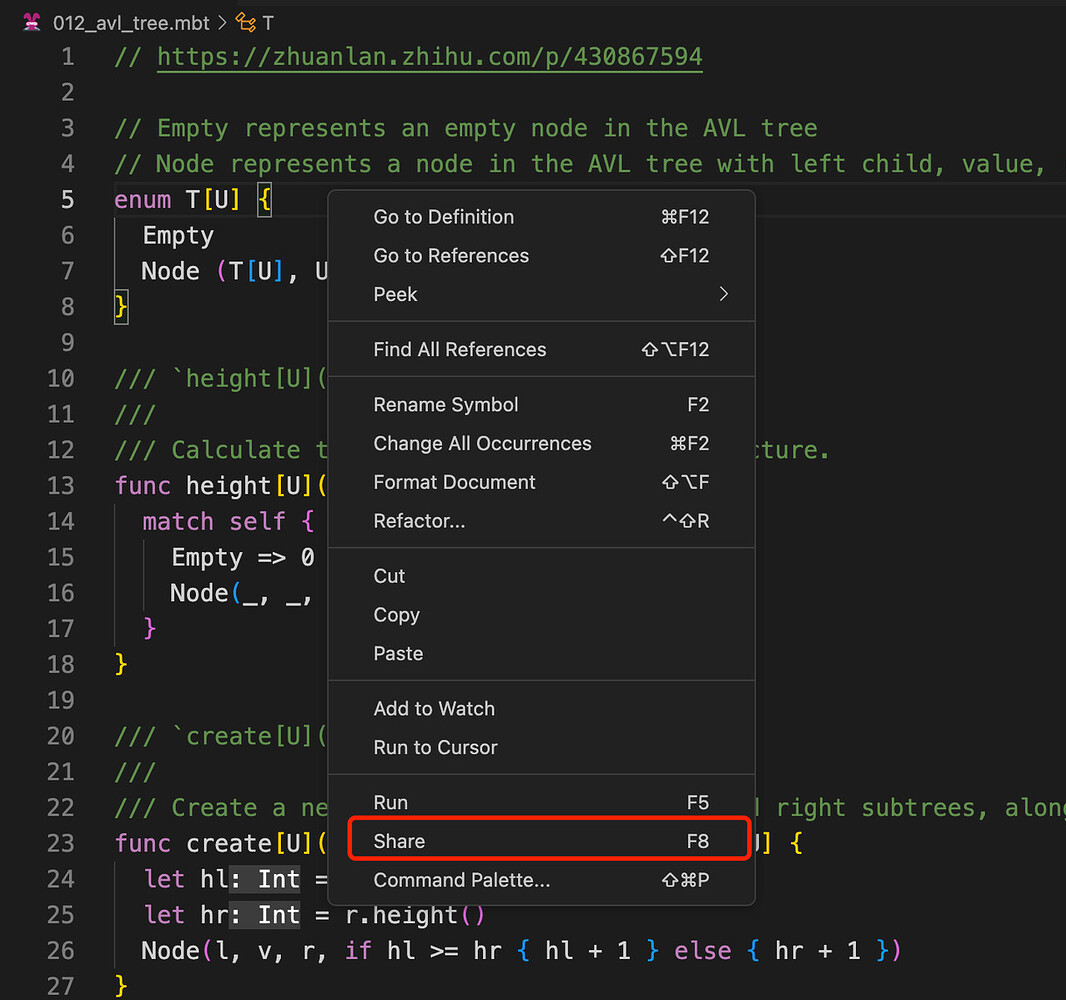 012_avl_tree.mbt > T
1 // https://zhuanlan.zhihu.com/p/430867594
2
3 // Empty represents an empty node in the AVL tree
4 // Node represents a node in the AVL tree with left child, value,
5 enum T[U] {
6 Empty
7 Node (T[U], U
8 }
9
10 /// `height[U](
11 ///
12 /// Calculate t cture.
13 func height[U](
14 match self {
15 Empty => 0
16 Node(_, _,
17 }
18 }
19
20 /// `create[U](
21 ///
22 /// Create a ne right subtrees, along
23 func create[U]( ] {
24 let hl: Int =
25 let hr: Int = r.height()
26 Node(l, v, r, if hl >= hr { hl + 1 } else { hr + 1 })
27 }
Go to Definition ⌘F12
Go to References ⇧F12
Peek >
Find All References ⇧⌥F12
Rename Symbol F2
Change All Occurrences ⌘F2
Format Document ⇧⌥F
Refactor... ^⇧R
Cut
Copy
Paste
Add to Watch
Run to Cursor
Run F5
Share F8
Command Palette... ⇧⌘P